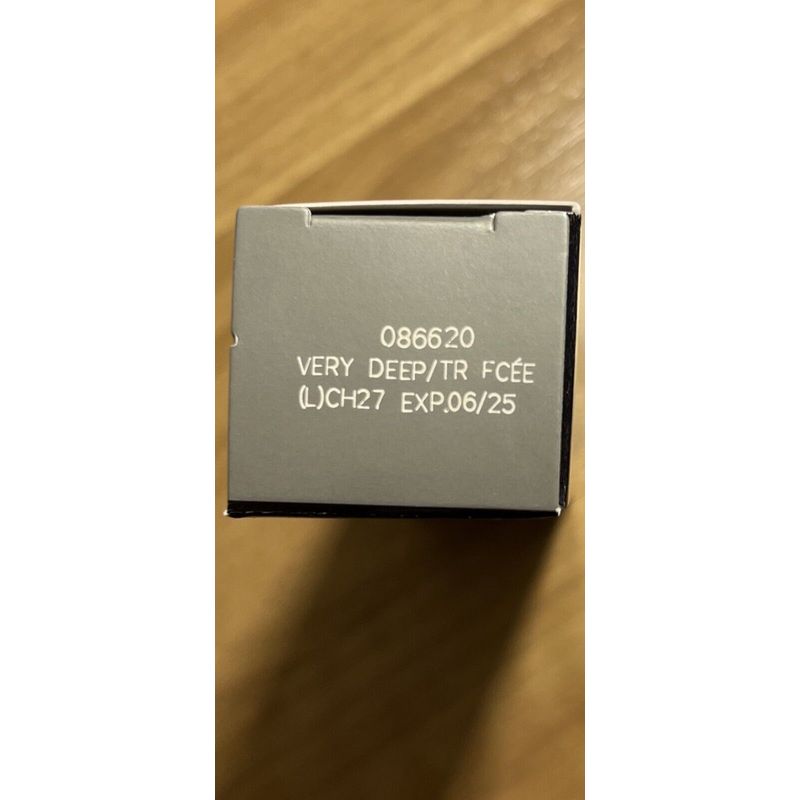 086620
VERY DEEP/TR FCÉE
(L)CH27 EXP.06/25